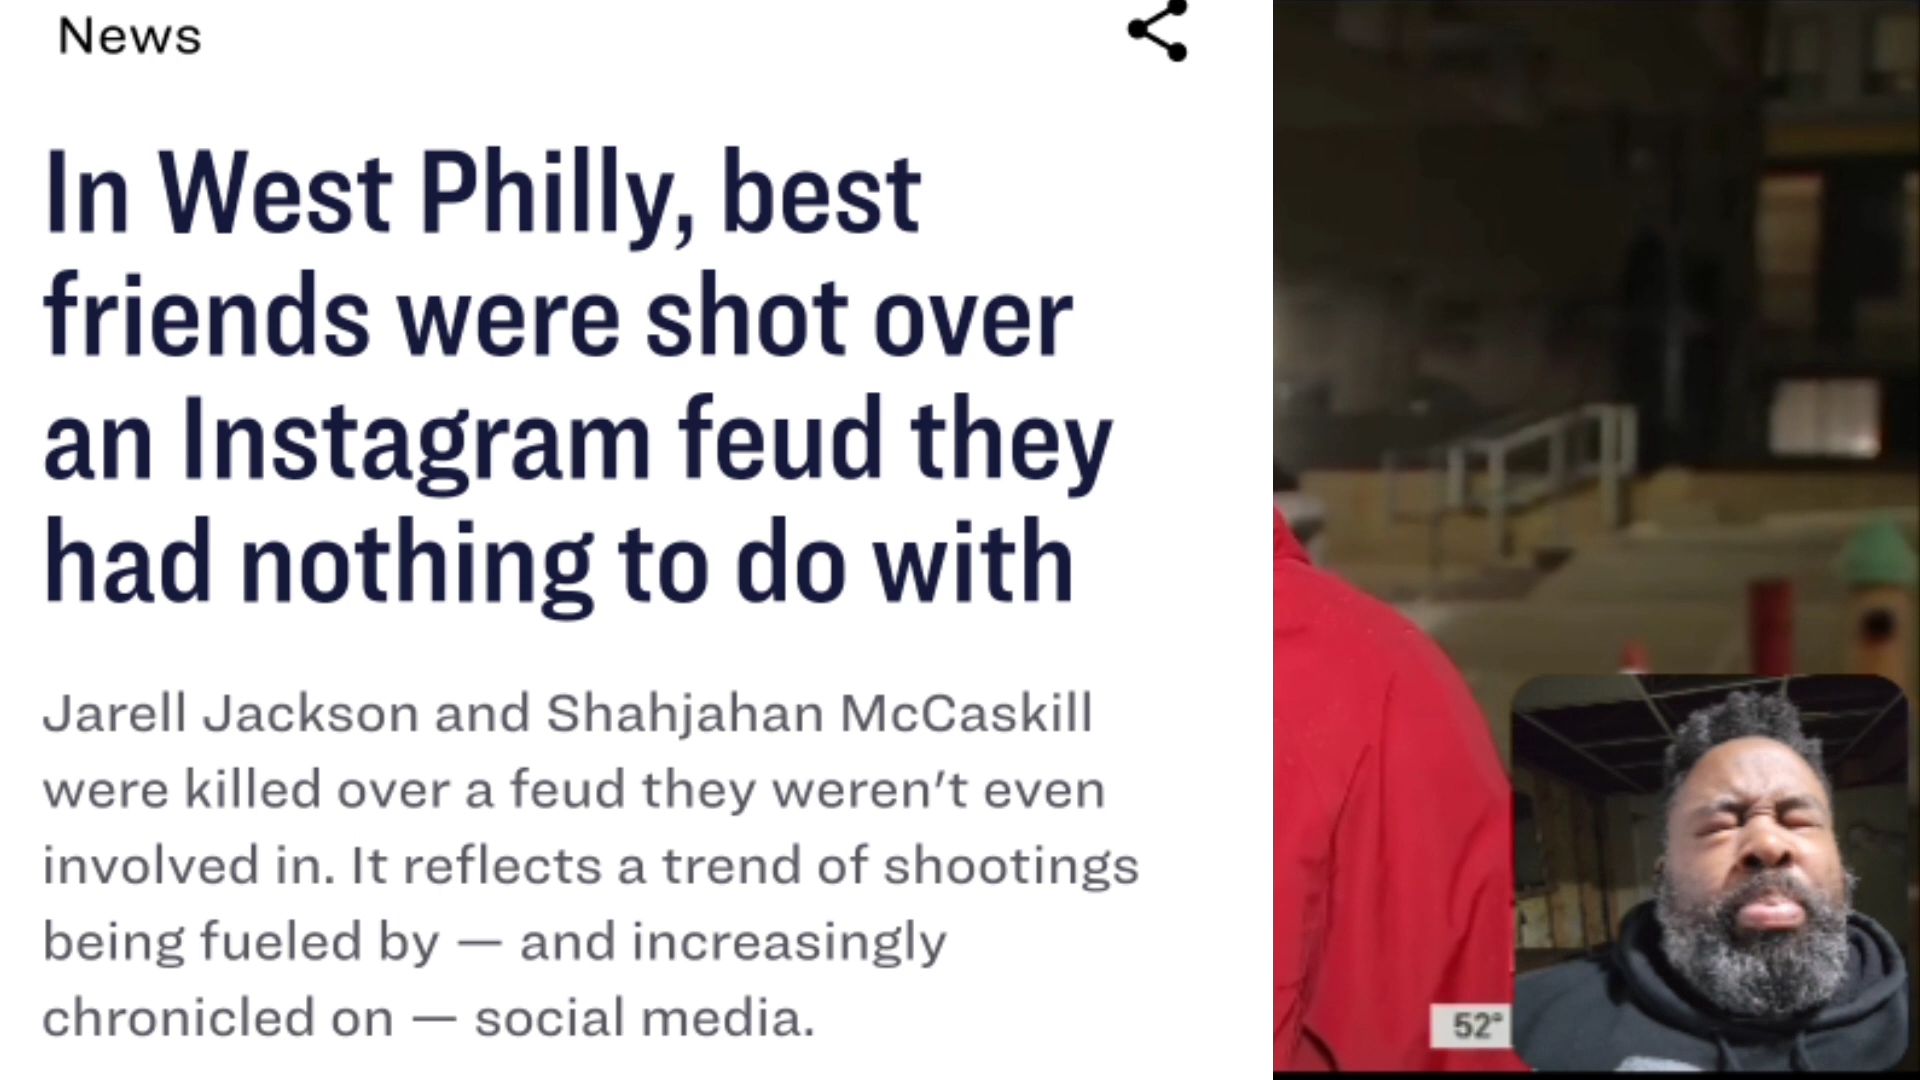 News
In West Philly, best
friends were shot over
an Instagram feud they
had nothing to do with
Jarell Jackson and Shahjahan McCaskill
were killed over a feud they weren't even
involved in. It reflects a trend of shootings
being fueled by — and increasingly
chronicled on — social media.
52°